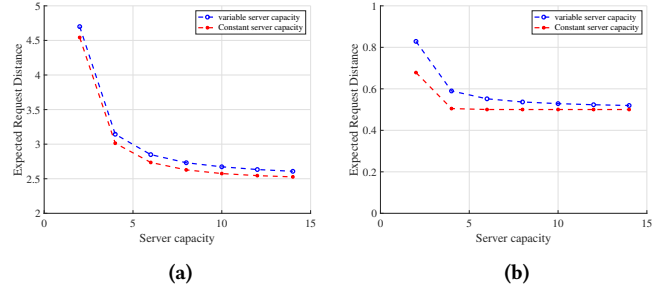 variable server capacity
Constant server capacity
Expected Request Distance
5
4.5
4
3.5
3
2.5
2
0
5
10
15
Server capacity
(a)
variable server capacity
Constant server capacity
Expected Request Distance
1
0.8
0.6
0.4
0.2
0
0
5
10
15
Server capacity
(b)